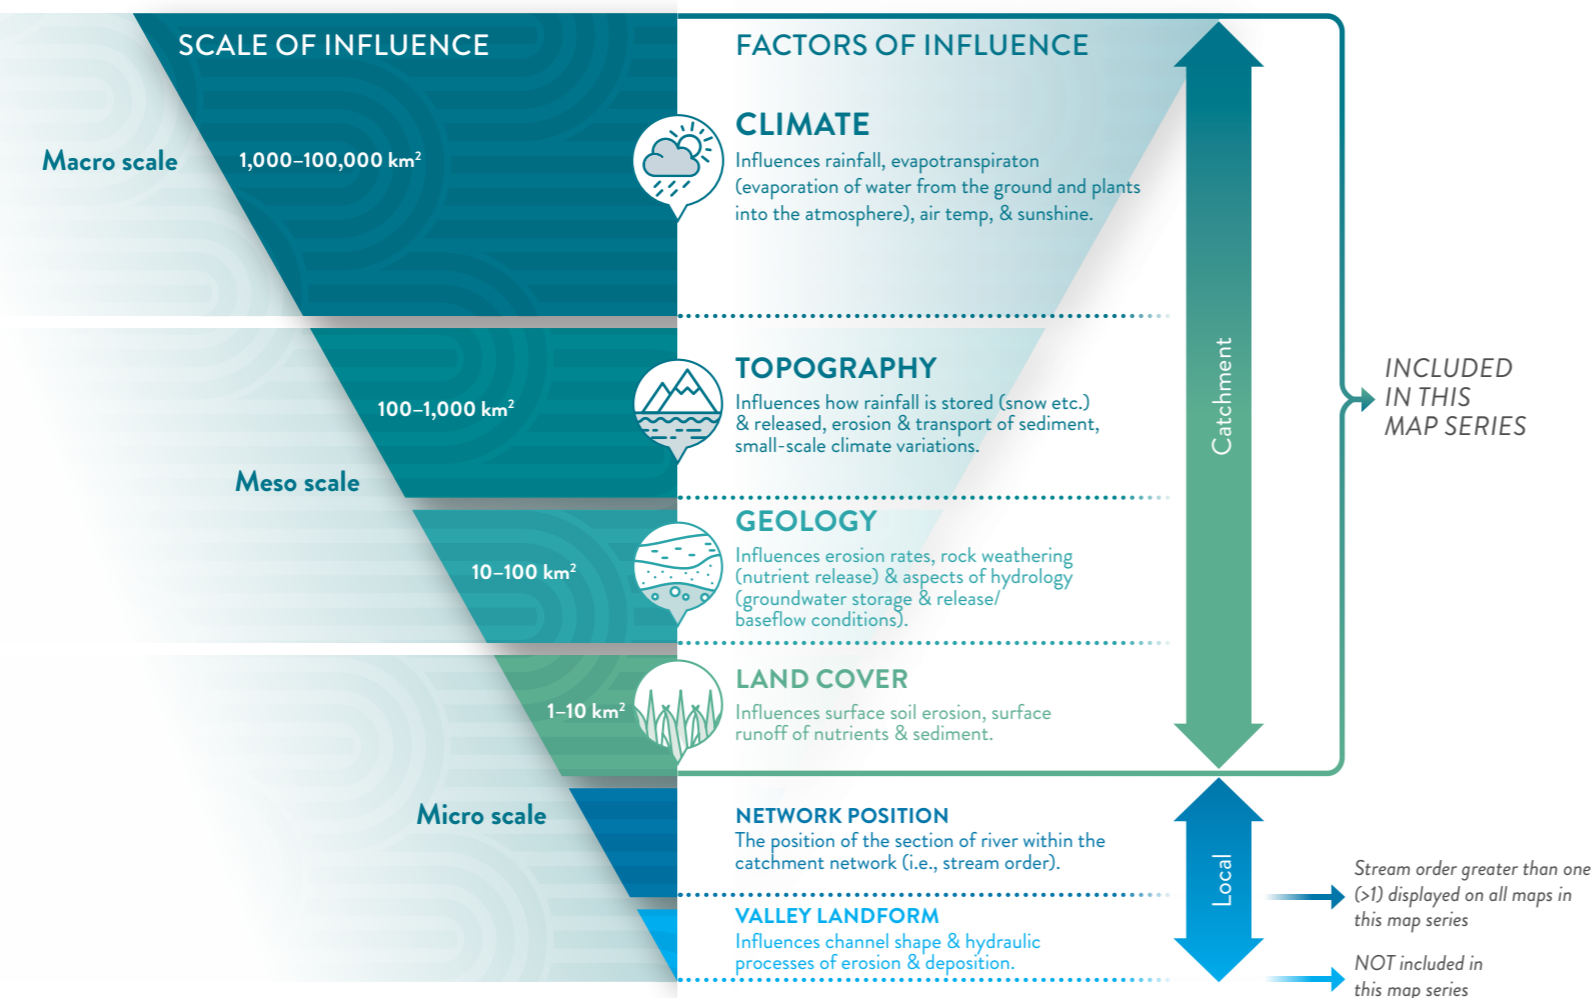 SCALE OF INFLUENCE
FACTORS OF INFLUENCE
Macro scale
1,000–100,000 km²
CLIMATE
Influences rainfall, evapotranspiraton
(evaporation of water from the ground and plants
into the atmosphere), air temp, & sunshine.
Meso scale
100–1,000 km²
TOPOGRAPHY
Influences how rainfall is stored (snow etc.)
& released, erosion & transport of sediment,
small-scale climate variations.
10–100 km²
GEOLOGY
Influences erosion rates, rock weathering
(nutrient release) & aspects of hydrology
(groundwater storage & release/
baseflow conditions).
Micro scale
1–10 km²
LAND COVER
Influences surface soil erosion, surface
runoff of nutrients & sediment.
NETWORK POSITION
The position of the section of river within the
catchment network (i.e., stream order).
VALLEY LANDFORM
Influences channel shape & hydraulic
processes of erosion & deposition.
Catchment
Local
INCLUDED
IN THIS
MAP SERIES
Stream order greater than one
(>1) displayed on all maps in
this map series
NOT included in
this map series